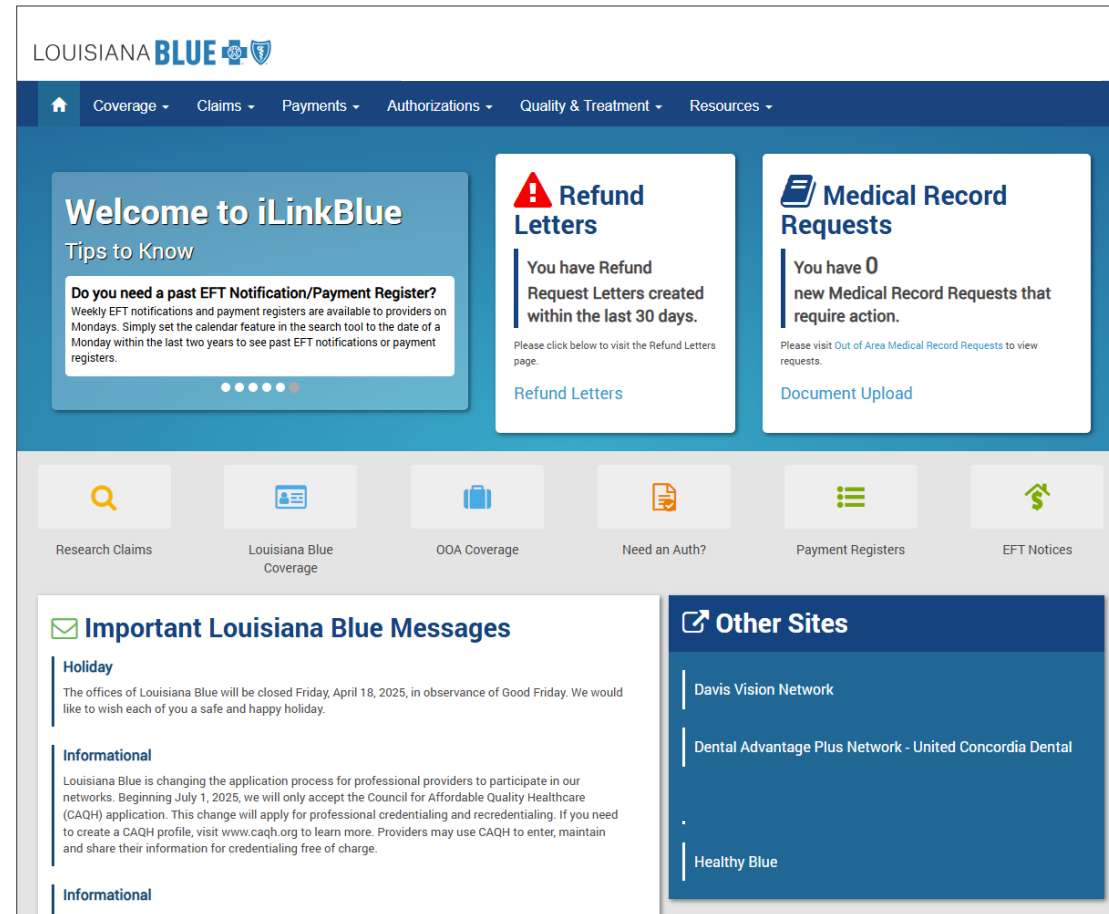 LOUISIANA BLUE
Coverage
Claims
Payments
Authorizations
Quality & Treatment
Resources
Welcome to iLinkBlue
Tips to Know
Do you need a past EFT Notification/Payment Register?
Weekly EFT notifications and payment registers are available to providers on
Mondays. Simply set the calendar feature in the search tool to the date of a
Monday within the last two years to see past EFT notifications or payment
registers.
Refund
Letters
You have Refund
Request Letters created
within the last 30 days.
Please click below to visit the Refund Letters
page.
Refund Letters
Medical Record
Requests
You have 0
new Medical Record Requests that
require action.
Please visit Out of Area Medical Record Requests to view
requests.
Document Upload
Research Claims
Louisiana Blue
Coverage
OOA Coverage
Need an Auth?
Payment Registers
EFT Notices
Important Louisiana Blue Messages
Holiday
The offices of Louisiana Blue will be closed Friday, April 18, 2025, in observance of Good Friday. We would
like to wish each of you a safe and happy holiday.
Informational
Louisiana Blue is changing the application process for professional providers to participate in our
networks. Beginning July 1, 2025, we will only accept the Council for Affordable Quality Healthcare
(CAQH) application. This change will apply for professional credentialing and recredentialing. If you need
to create a CAQH profile, visit www.caqh.org to learn more. Providers may use CAQH to enter, maintain
and share their information for credentialing free of charge.
Informational
Other Sites
Davis Vision Network
Dental Advantage Plus Network - United Concordia Dental
.
Healthy Blue